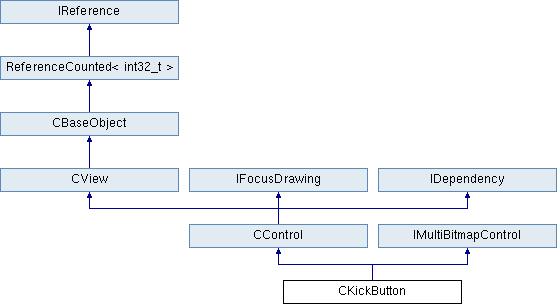 IReference
ReferenceCounted< int32_t >
CBaseObject
CView
IFocusDrawing
IDependency
CControl
IMultiBitmapControl
CKickButton